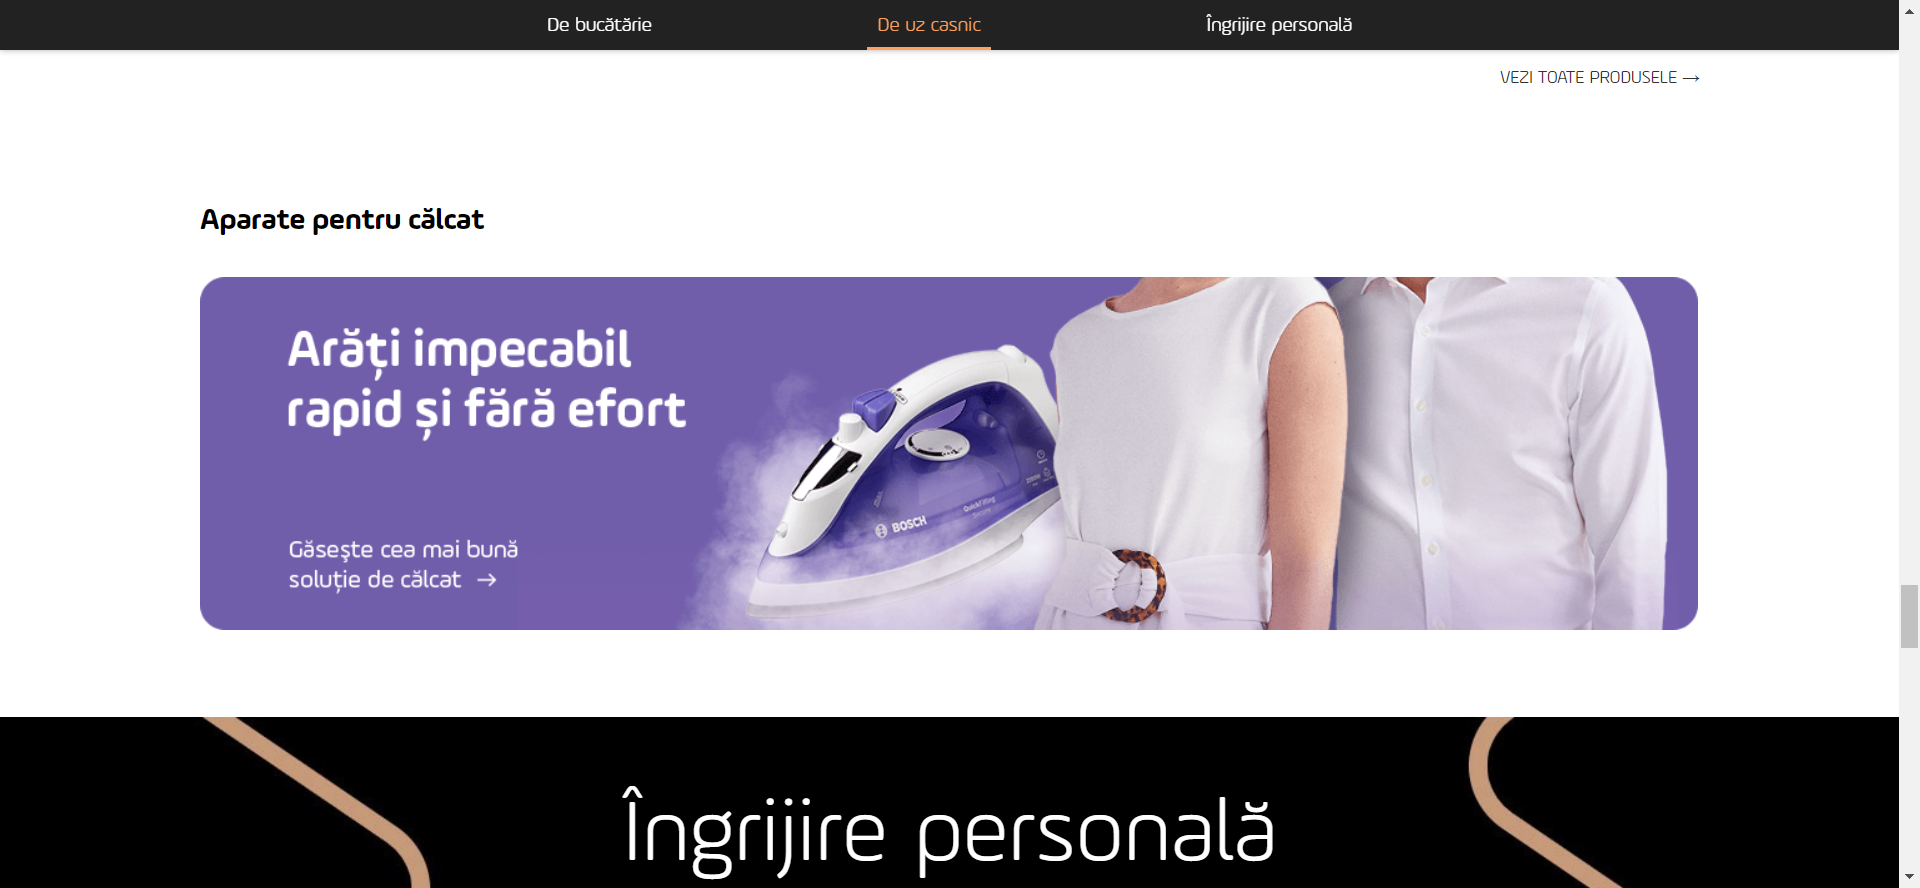 De bucătărie
De uz casnic
Îngrijire personală
VEZI TOATE PRODUSELE →
Aparate pentru călcat
Arăți impecabil
rapid și fără efort
BOSCH
QuickFilling
Găsește cea mai bună
soluție de călcat →
Îngrijire personală